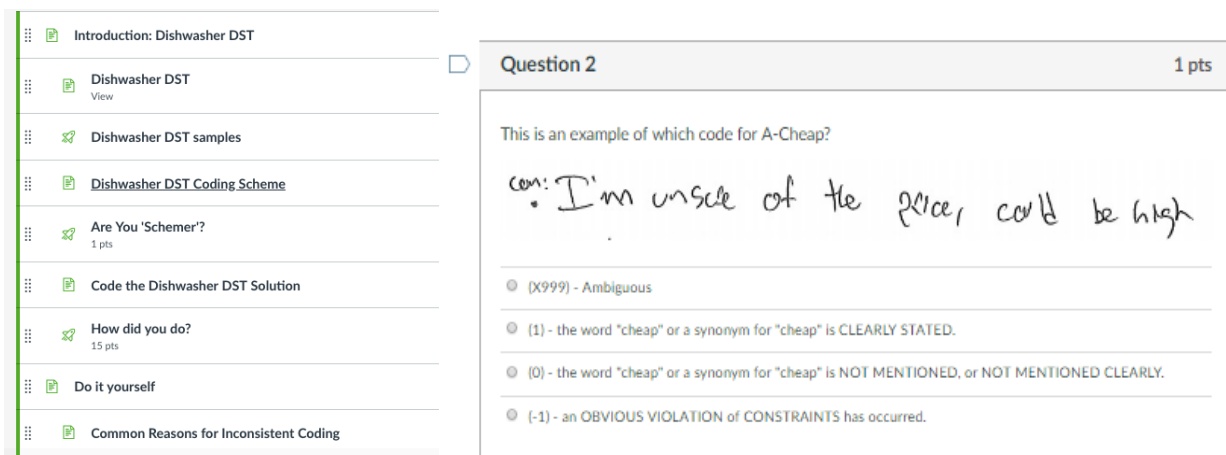 Introduction: Dishwasher DST
Dishwasher DST
View
Dishwasher DST samples
Dishwasher DST Coding Scheme
Are You 'Schemer'?
1 pts
Code the Dishwasher DST Solution
How did you do?
15 pts
Do it yourself
Common Reasons for Inconsistent Coding
Question 2 1 pts
This is an example of which code for A-Cheap?
con: I'm unsure of the price, could be high
(X999) - Ambiguous
(1) - the word "cheap" or a synonym for "cheap" is CLEARLY STATED.
(0) - the word "cheap" or a synonym for "cheap" is NOT MENTIONED, or NOT MENTIONED CLEARLY.
(-1) - an OBVIOUS VIOLATION of CONSTRAINTS has occurred.